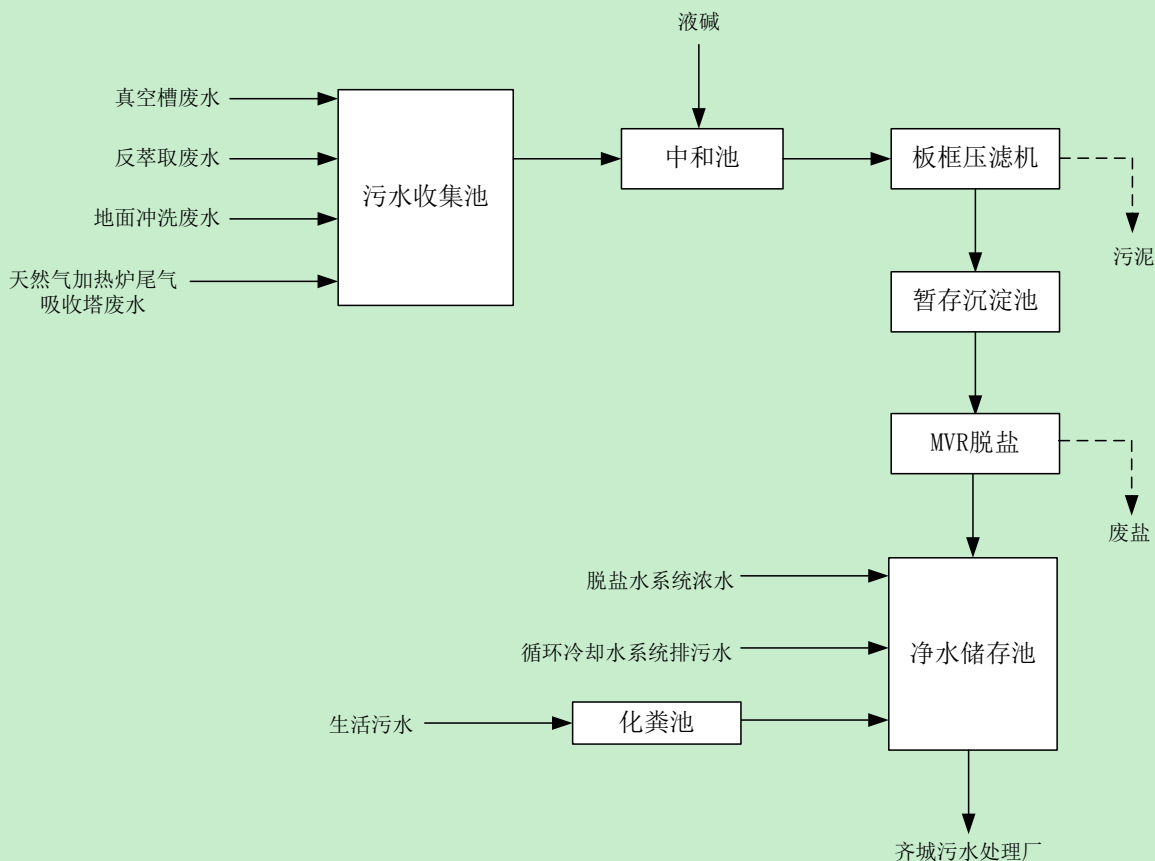 液碱
真空槽废水
反萃取废水
地面冲洗废水
天然气加热炉尾气
吸收塔废水
污水收集池
中和池
板框压滤机
污泥
暂存沉淀池
MVR脱盐
废盐
脱盐水系统浓水
循环冷却水系统排污水
生活污水
化粪池
净水储存池
齐城污水处理厂